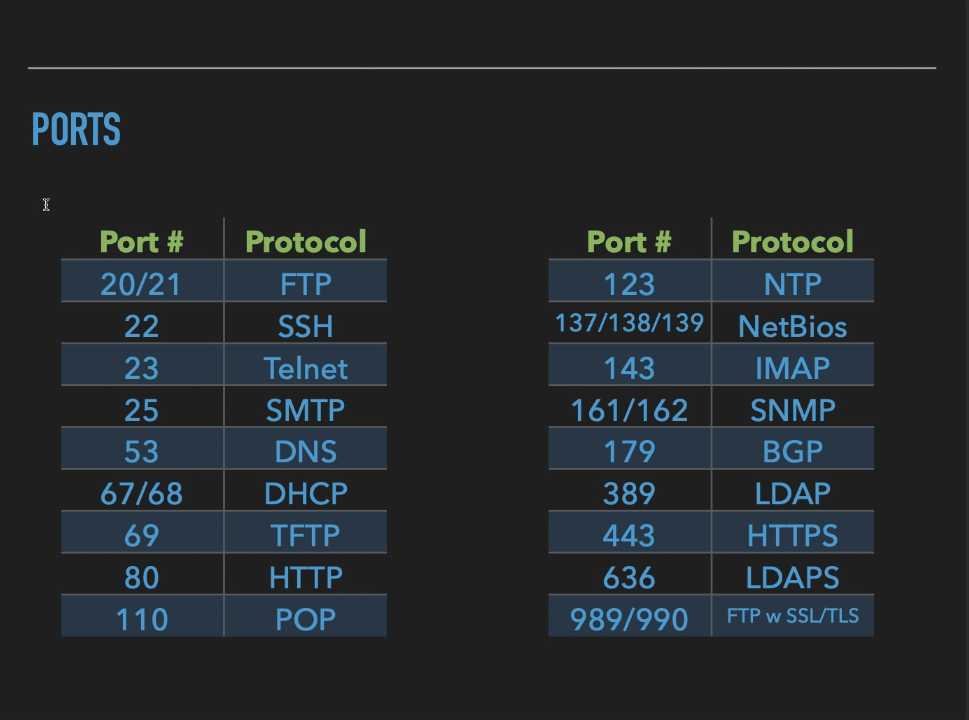 PORTS
Port # Protocol
20/21 FTP
22 SSH
23 Telnet
25 SMTP
53 DNS
67/68 DHCP
69 TFTP
80 HTTP
110 POP
Port # Protocol
123 NTP
137/138/139 NetBios
143 IMAP
161/162 SNMP
179 BGP
389 LDAP
443 HTTPS
636 LDAPS
989/990 FTP w SSL/TLS